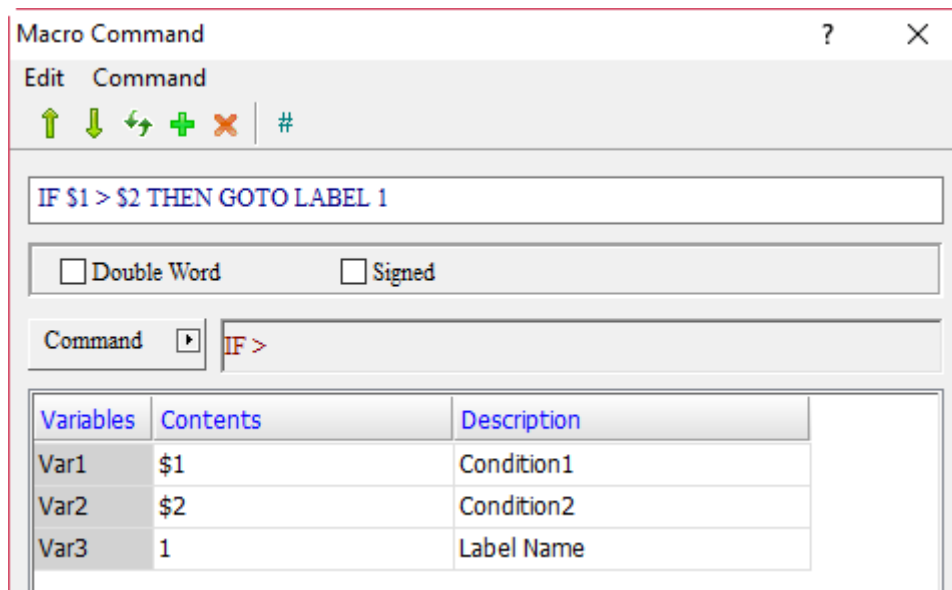 Macro Command ?
Edit Command
#
IF $1 > $2 THEN GOTO LABEL 1
Double Word Signed
Command IF >
Variables Contents Description
Var1 $1 Condition1
Var2 $2 Condition2
Var3 1 Label Name